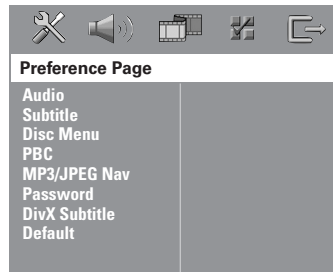 Preference Page
Audio
Subtitle
Disc Menu
PBC
MP3/JPEG Nav
Password
DivX Subtitle
Default